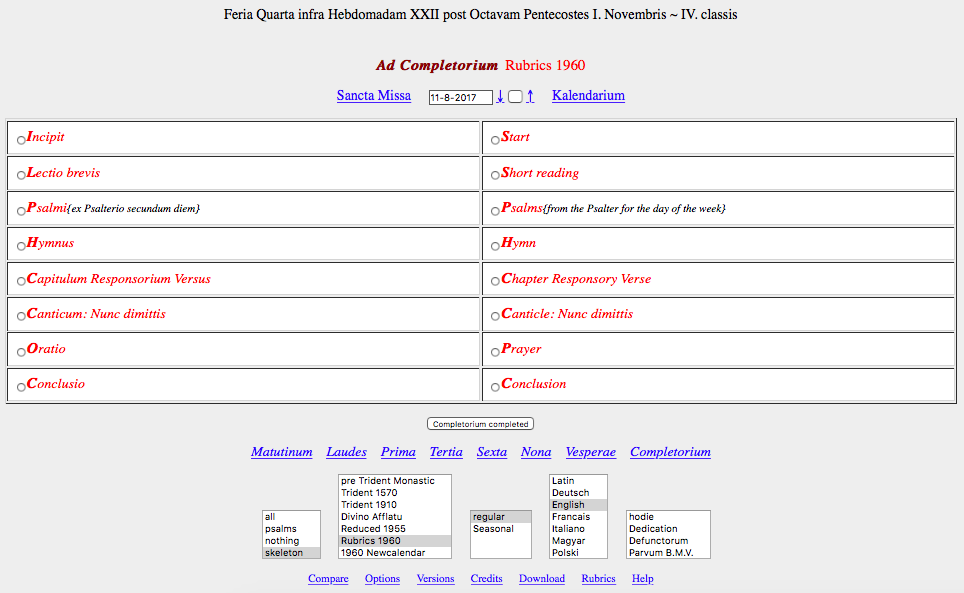 Feria Quarta infra Hebdomadam XXII post Octavam Pentecostes I. Novembris ~ IV. classis
Ad Completorium Rubrics 1960
Sancta Missa 11-8-2017 ↓ ↑ Kalendarium
Incipit Start
Lectio brevis Short reading
Psalmi{ex Psalterio secundum diem} Psalms{from the Psalter for the day of the week}
Hymnus Hymn
Capitulum Responsorium Versus Chapter Responsory Verse
Canticum: Nunc dimittis Canticle: Nunc dimittis
Oratio Prayer
Conclusio Conclusion
Completorium completed
Matutinum Laudes Prima Tertia Sexta Nona Vesperae Completorium
all
psalms
nothing
skeleton
pre Trident Monastic
Trident 1570
Trident 1910
Divino Afflatu
Reduced 1955
Rubrics 1960
1960 Newcalendar
regular
Seasonal
Latin
Deutsch
English
Francais
Italiano
Magyar
Polski
hodie
Dedication
Defunctorum
Parvum B.M.V.
Compare Options Versions Credits Download Rubrics Help